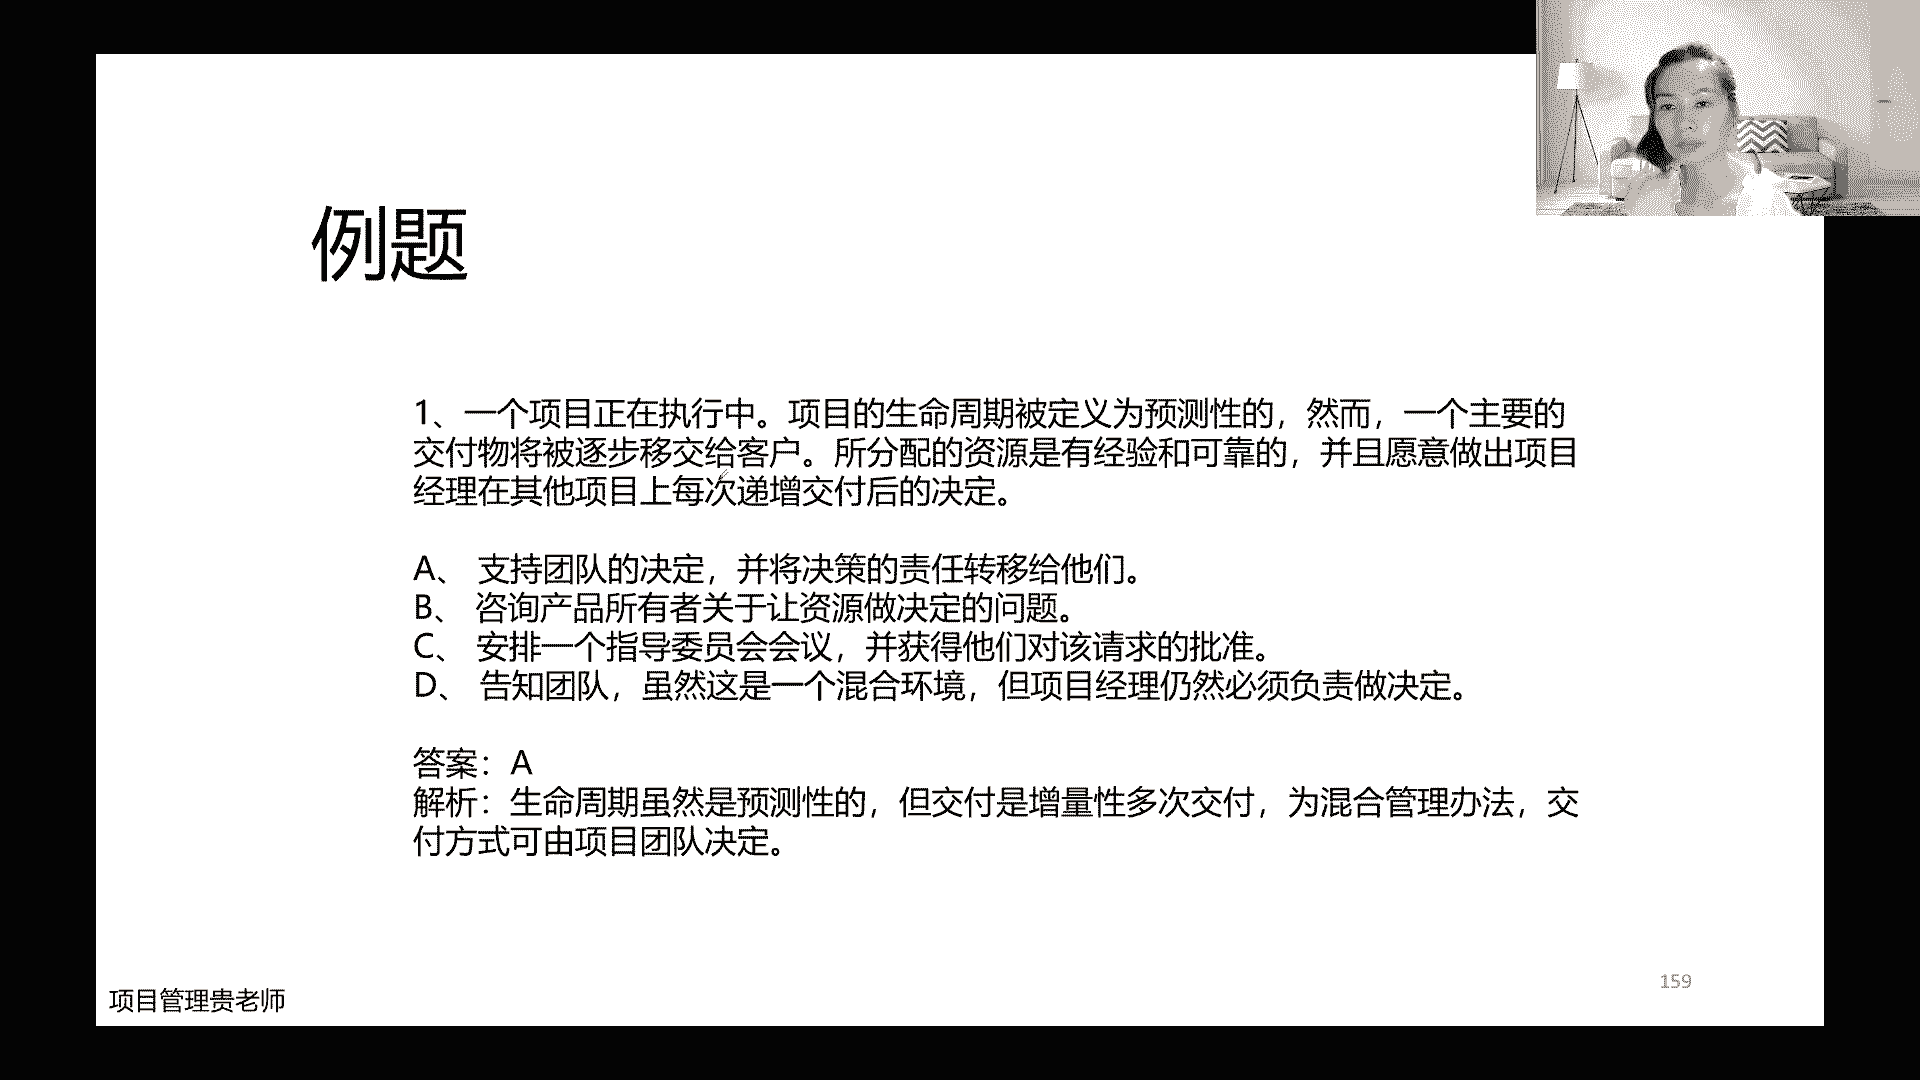 例题
1、一个项目正在执行中。项目的生命周期被定义为预测性的，然而，一个主要的
交付物将被逐步移交给客户。所分配的资源是有经验和可靠的，并且愿意做出项目
经理在其他项目上每次递增交付后的决定。
A、 支持团队的决定，并将决策的责任转移给他们。
B、 咨询产品所有者关于让资源做决定的问题。
C、 安排一个指导委员会会议，并获得他们对该请求的批准。
D、 告知团队，虽然这是一个混合环境，但项目经理仍然必须负责做决定。
答案：A
解析：生命周期虽然是预测性的，但交付是增量性多次交付，为混合管理办法，交
付方式可由项目团队决定。
159
项目管理贵老师